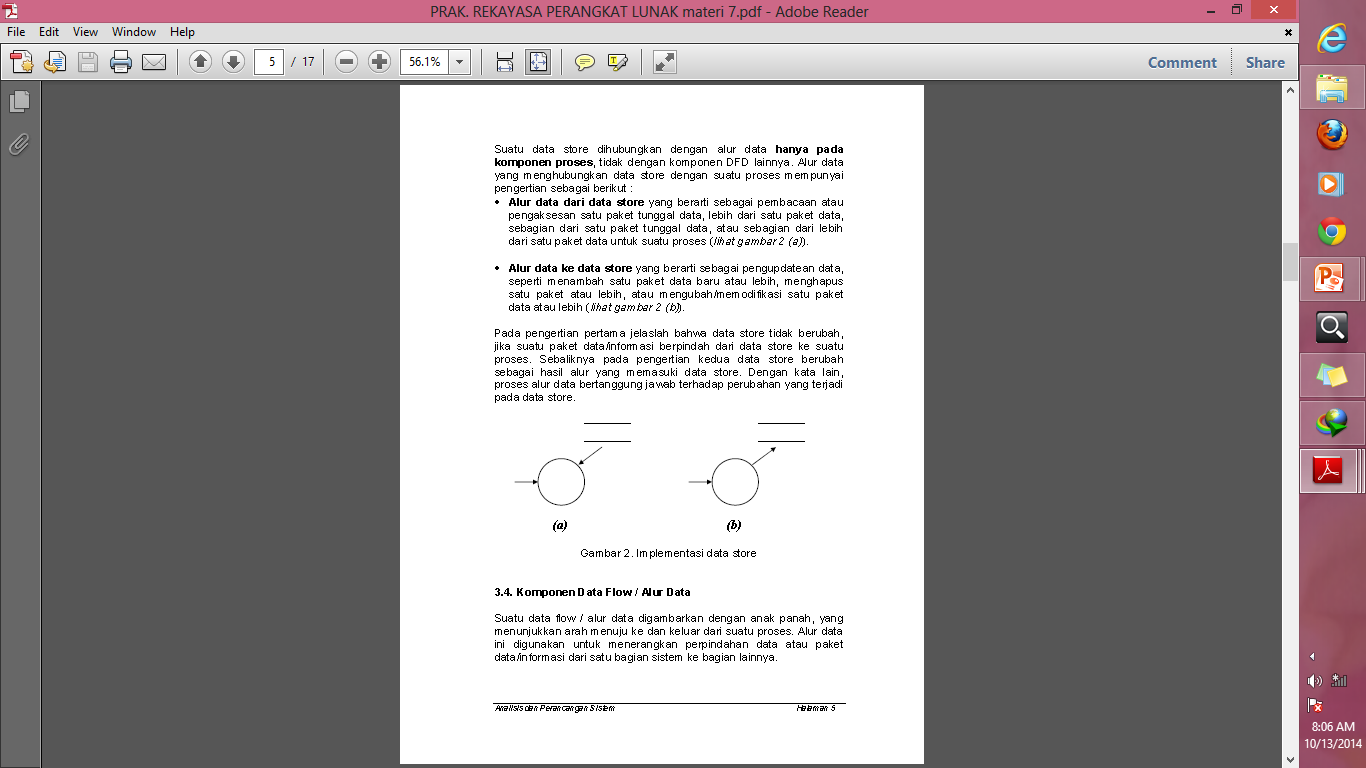 PRAK. REKAYASA PERANGKAT LUNAK materi 7.pdf - Adobe Reader
File Edit View Window Help
5 / 17 56.1% Comment Share
Suatu data store dihubungkan dengan alur data hanya pada
komponen proses, tidak dengan komponen DFD lainnya. Alur data
yang menghubungkan data store dengan suatu proses mempunyai
pengertian sebagai berikut :
• Alur data dari data store yang berarti sebagai pembacaan atau
pengaksesan satu paket tunggal data, lebih dari satu paket data,
sebagian dari satu paket tunggal data, atau sebagian dari lebih
dari satu paket data untuk suatu proses (lihat gambar 2 (a)).
• Alur data ke data store yang berarti sebagai pengupdatean data,
seperti menambah satu paket data baru atau lebih, menghapus
satu paket atau lebih, atau mengubah/memodifikasi satu paket
data atau lebih (lihat gambar 2 (b)).
Pada pengertian pertama jelaslah bahwa data store tidak berubah,
jika suatu paket data/informasi berpindah dari data store ke suatu
proses. Sebaliknya pada pengertian kedua data store berubah
sebagai hasil alur yang memasuki data store. Dengan kata lain,
proses alur data bertanggung jawab terhadap perubahan yang terjadi
pada data store.
(a) (b)
Gambar 2. Implementasi data store
3.4. Komponen Data Flow / Alur Data
Suatu data flow / alur data digambarkan dengan anak panah, yang
menunjukkan arah menuju ke dan keluar dari suatu proses. Alur data
ini digunakan untuk menerangkan perpindahan data atau paket
data/informasi dari satu bagian sistem ke bagian lainnya.
Analisis dan Perancangan Sistem Halaman 5
8:06 AM
10/13/2014